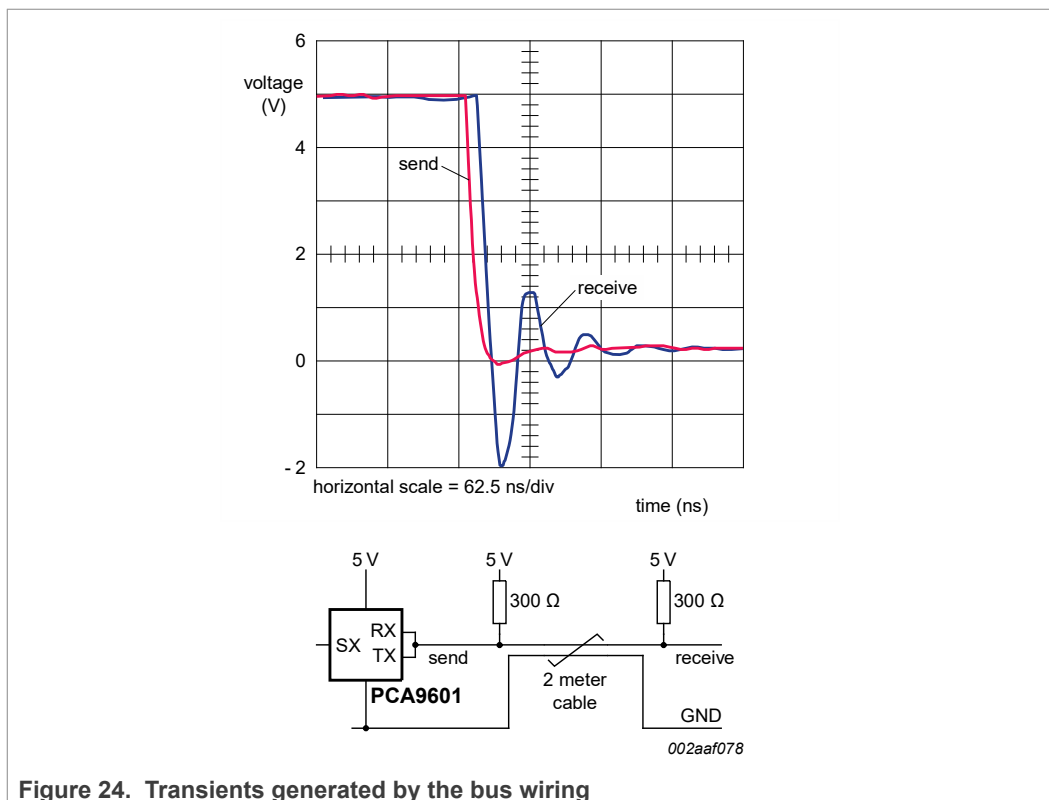 6
voltage
(V)
4
send
2
receive
0
- 2
horizontal scale = 62.5 ns/div
time (ns)
5 V
5 V
5 V
300 Ω
300 Ω
SX
RX
TX
send
receive
2 meter
cable
PCA9601
GND
002aaf078
Figure 24. Transients generated by the bus wiring